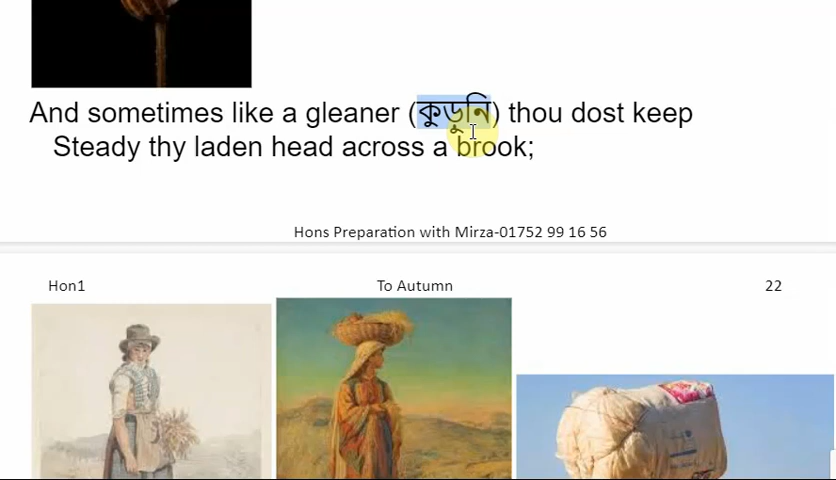 And sometimes like a gleaner (কুড়ুনি) thou dost keep
Steady thy laden head across a brook;
Hons Preparation with Mirza-01752 99 16 56
Hon1 To Autumn 22